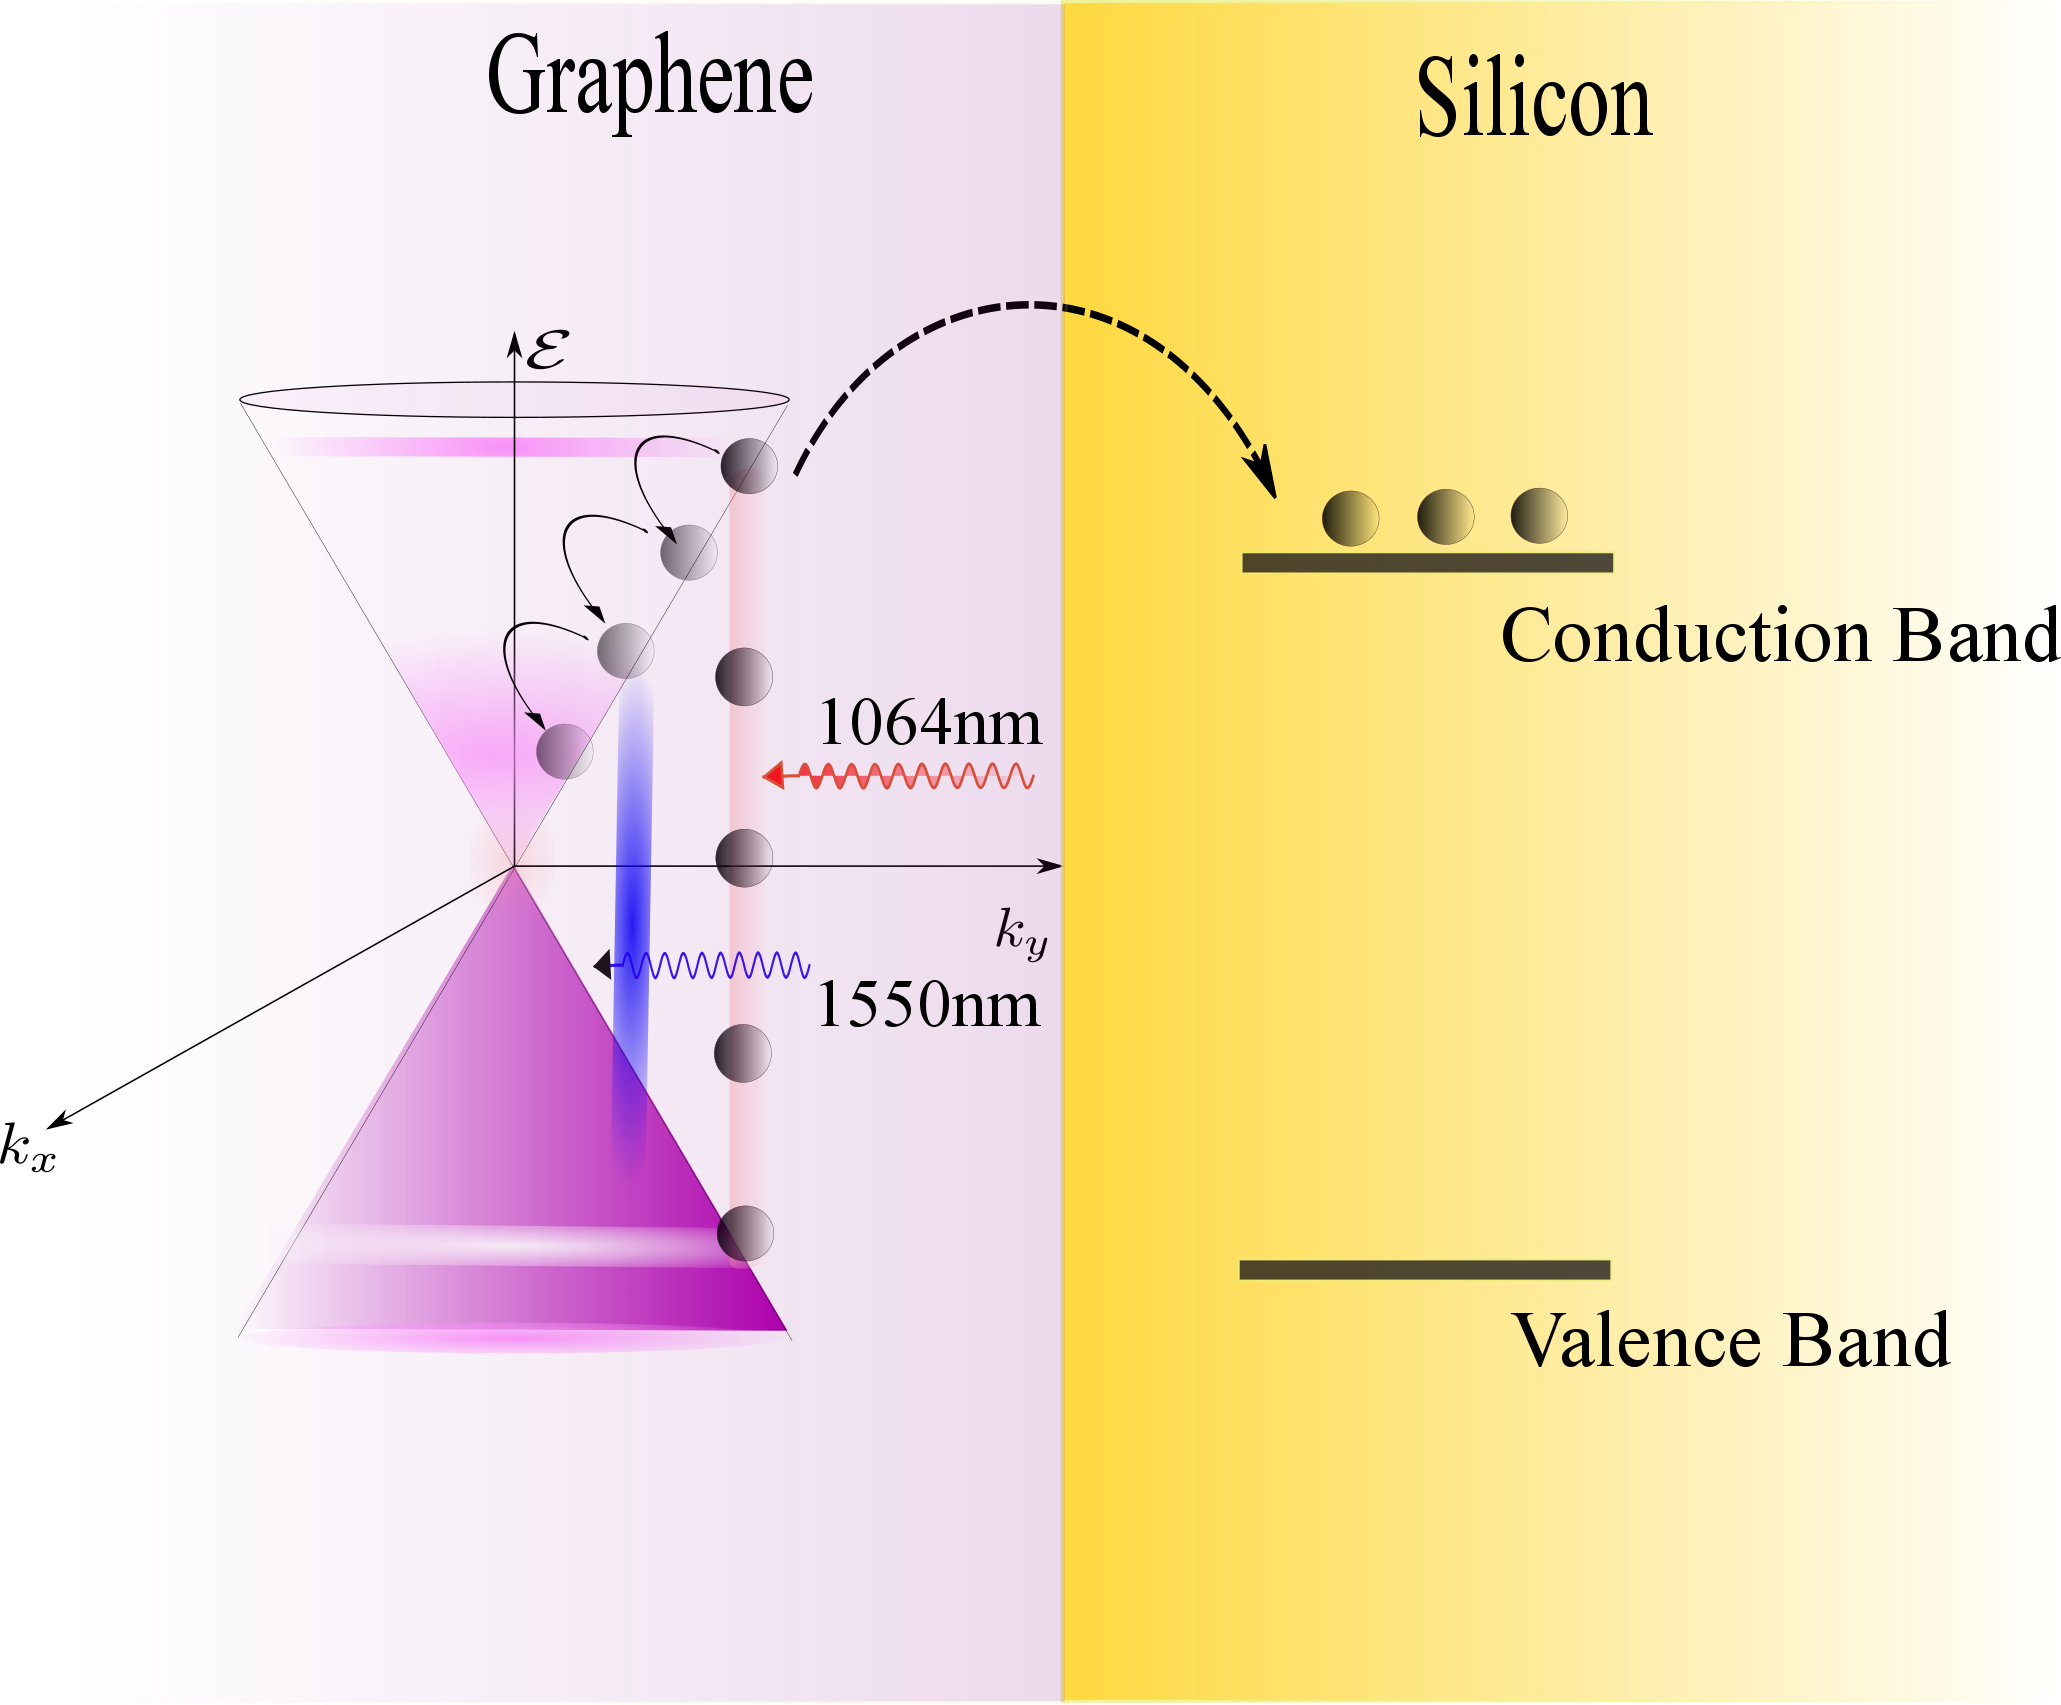 Graphene
Silicon
ℰ
Conduction Band
1064nm
k_y
1550nm
k_x
Valence Band